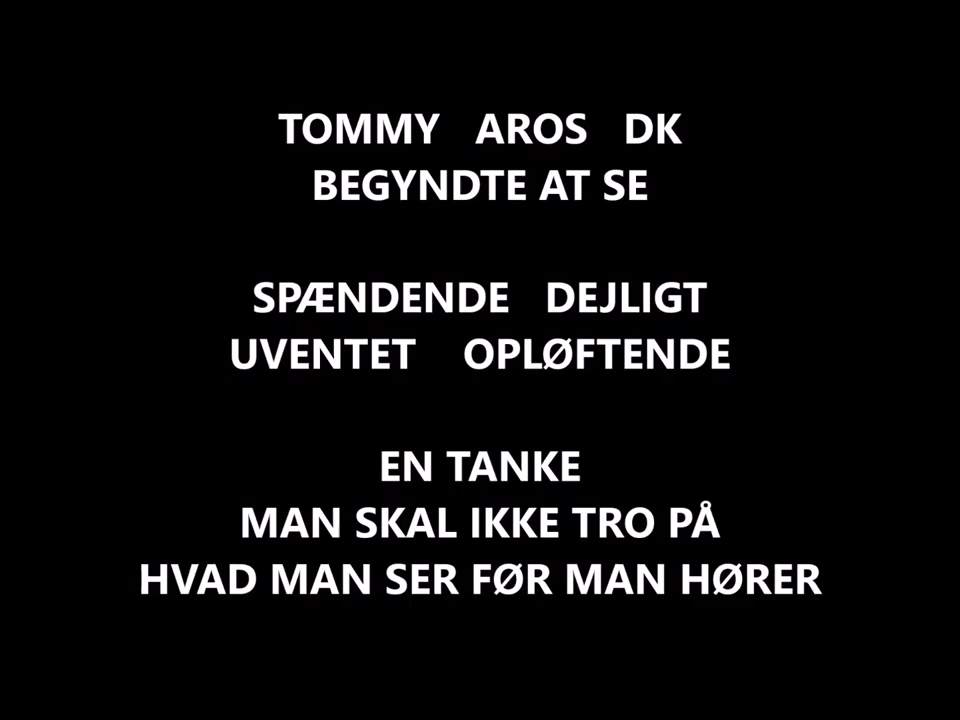 TOMMY AROS DK
BEGYNDTE AT SE
SPÆNDENDE DEJLIGT
UVENTET OPLØFTENDE
EN TANKE
MAN SKAL IKKE TRO PÅ
HVAD MAN SER FØR MAN HØRER